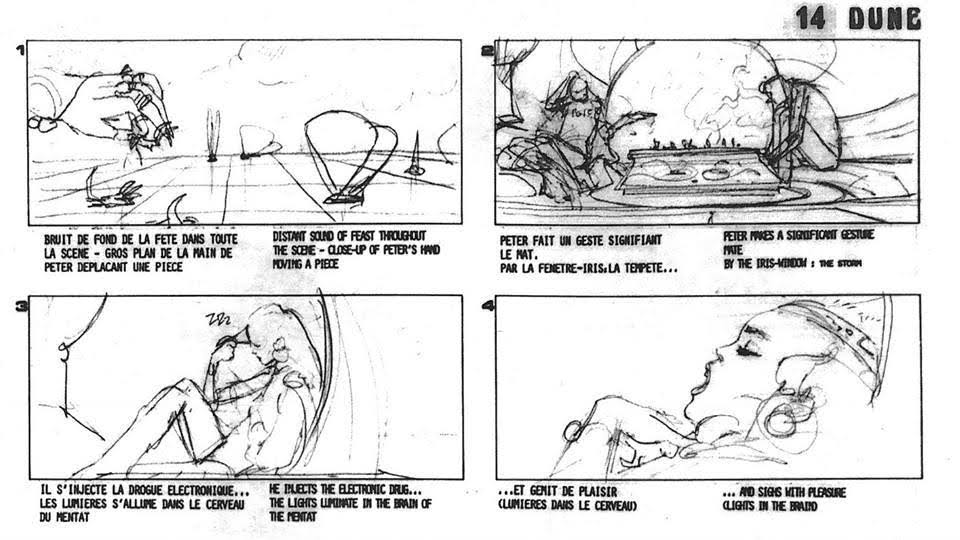 14 DUNE
1
BRUIT DE FOND DE LA FETE DANS TOUTE
LA SCENE - GROS PLAN DE LA MAIN DE
PETER DEPLACANT UNE PIECE
DISTANT SOUND OF FEAST THROUGHOUT
THE SCENE - CLOSE-UP OF PETER'S HAND
MOVING A PIECE
2
PETER FAIT UN GESTE SIGNIFIANT
LE MAT.
PAR LA FENETRE-IRIS,LA TEMPETE...
PETER MAKES A SIGNIFICANT GESTURE
MATE
BY THE IRIS-WINDOW : THE STORM
3
ZZZ
IL S'INJECTE LA DROGUE ELECTRONIQUE...
LES LUMIERES S'ALLUME DANS LE CERVEAU
DU MENTAT
HE INJECTS THE ELECTRONIC DRUG...
THE LIGHTS LUMINATE IN THE BRAIN OF
THE MENTAT
4
...ET GEMIT DE PLAISIR
(LUMIERES DANS LE CERVEAU)
... AND SIGHS WITH PLEASURE
(LIGHTS IN THE BRAIN)